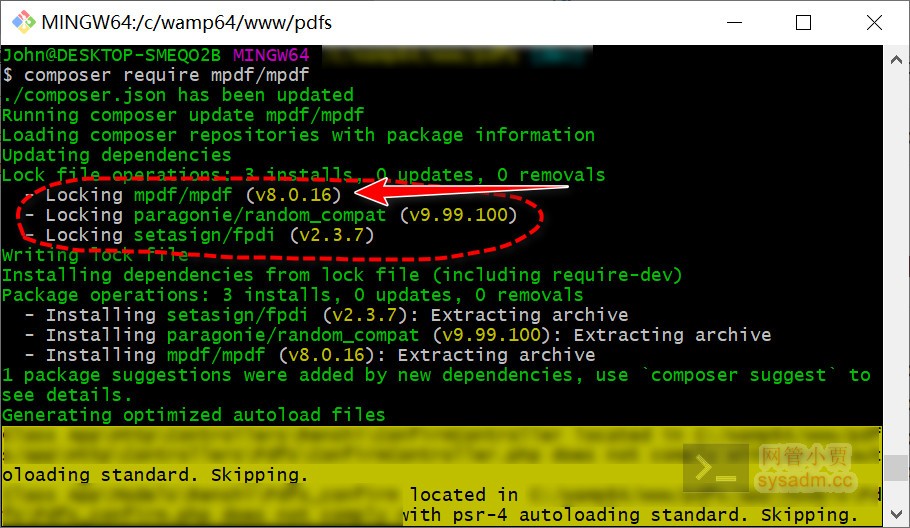 MINGW64:/c/wamp64/www/pdfs
John@DESKTOP-SMEQO2B MINGW64
$ composer require mpdf/mpdf
./composer.json has been updated
Running composer update mpdf/mpdf
Loading composer repositories with package information
Updating dependencies
Lock file operations: 3 installs, 0 updates, 0 removals
- Locking mpdf/mpdf (v8.0.16)
- Locking paragonie/random_compat (v9.99.100)
- Locking setasign/fpdi (v2.3.7)
Writing lock file
Installing dependencies from lock file (including require-dev)
Package operations: 3 installs, 0 updates, 0 removals
- Installing setasign/fpdi (v2.3.7): Extracting archive
- Installing paragonie/random_compat (v9.99.100): Extracting archive
- Installing mpdf/mpdf (v8.0.16): Extracting archive
1 package suggestions were added by new dependencies, use `composer suggest` to
see details.
Generating optimized autoload files
oloading standard. Skipping.
located in
with psr-4 autoloading standard. Skipping.
网管小贾
sysadm.cc